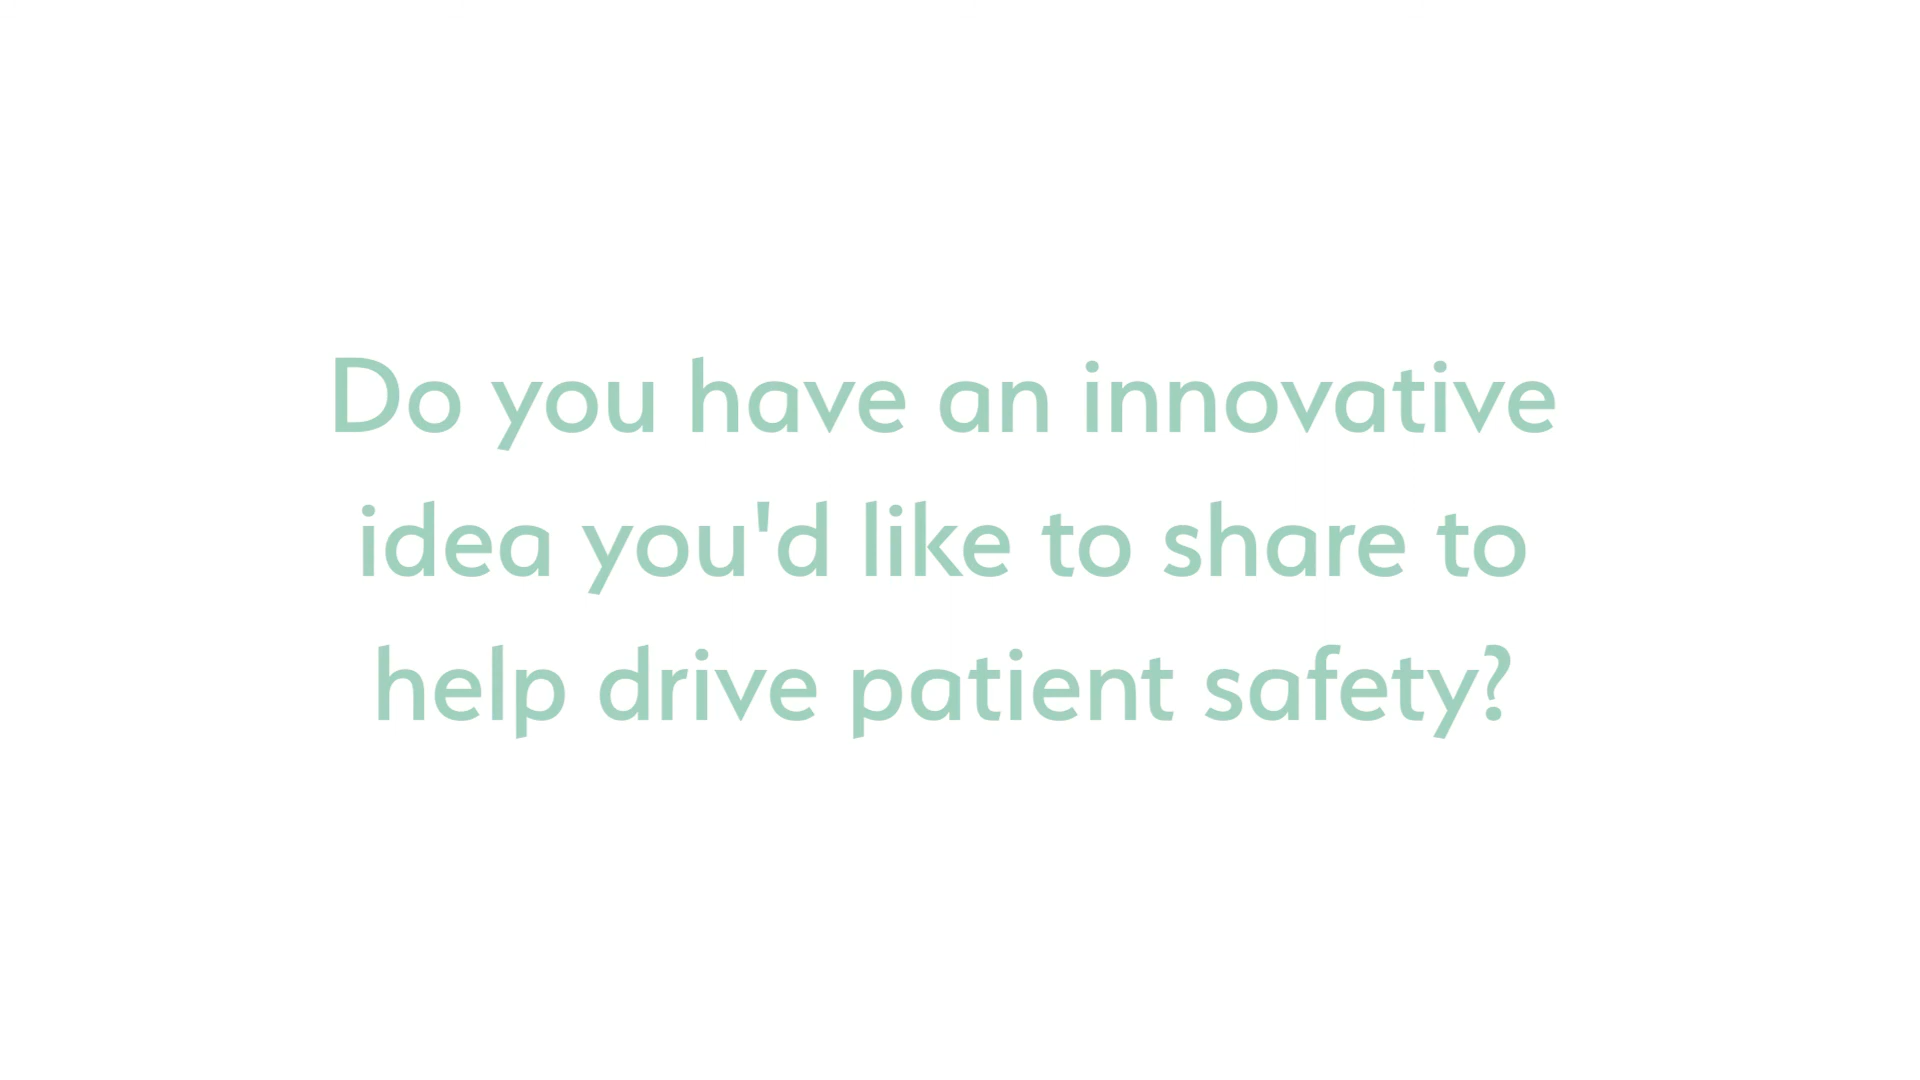 Do you have an innovative
idea you'd like to share to
help drive patient safety?